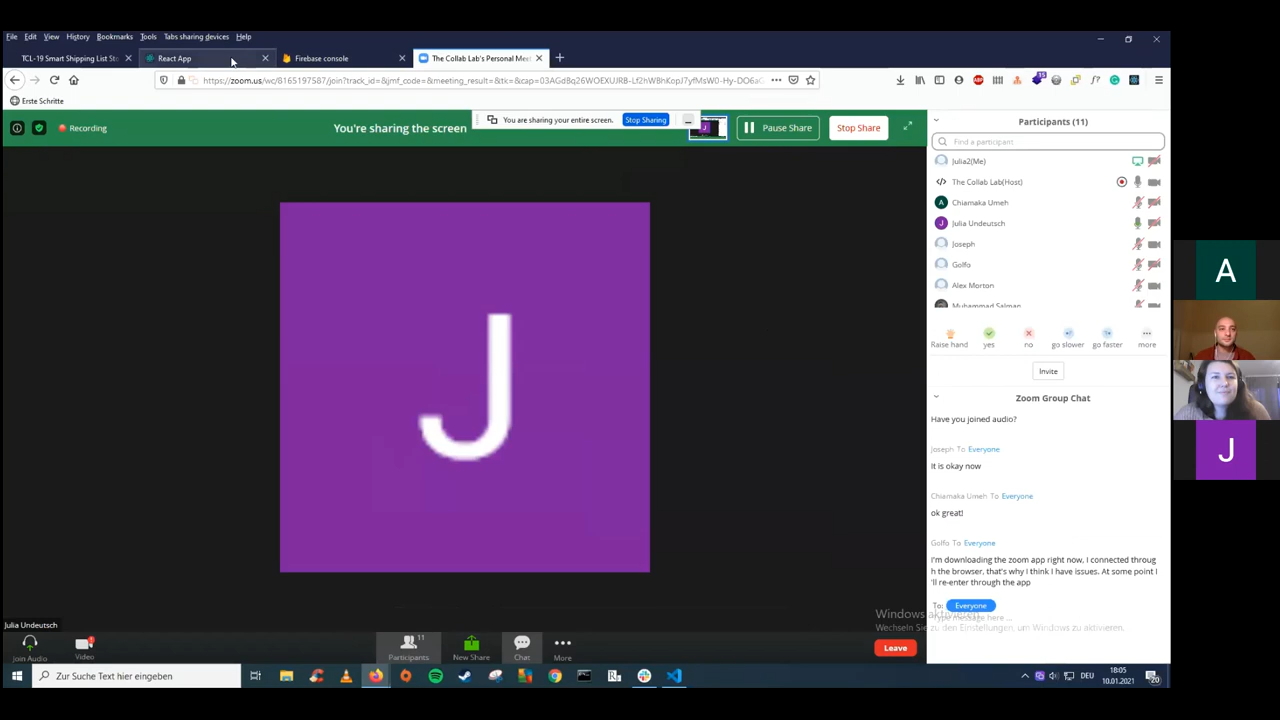 File Edit View History Bookmarks Tools Tabs sharing devices Help
TCL-19 Smart Shipping List Sto
React App
Firebase console
The Collab Lab's Personal Mee
Erste Schritte
Recording
You're sharing the screen
You are sharing your entire screen.
Stop Sharing
Pause Share
Stop Share
Participants (11)
Find a participant
Julia2(Me)
The Collab Lab(Host)
A Chiamaka Umeh
J Julia Undeutsch
Joseph
Golfo
Alex Morton
Muhammad Salman
Raise hand yes no go slower go faster more
Invite
Zoom Group Chat
Have you joined audio?
Joseph To Everyone
It is okay now
Chiamaka Umeh To Everyone
ok great!
Golfo To Everyone
I'm downloading the zoom app right now, I connected throug
h the browser, that's why I think I have issues. At some point I
'll re-enter through the app
To: Everyone
Type message here ...
Windows aktivieren
Wechseln Sie zu den Einstellungen, um Windows zu aktivieren.
J
A
J
Julia Undeutsch
Join Audio
Video
11
Participants
New Share
Chat
More
Leave
Zur Suche Text hier eingeben
DEU
18:05
10.01.2021